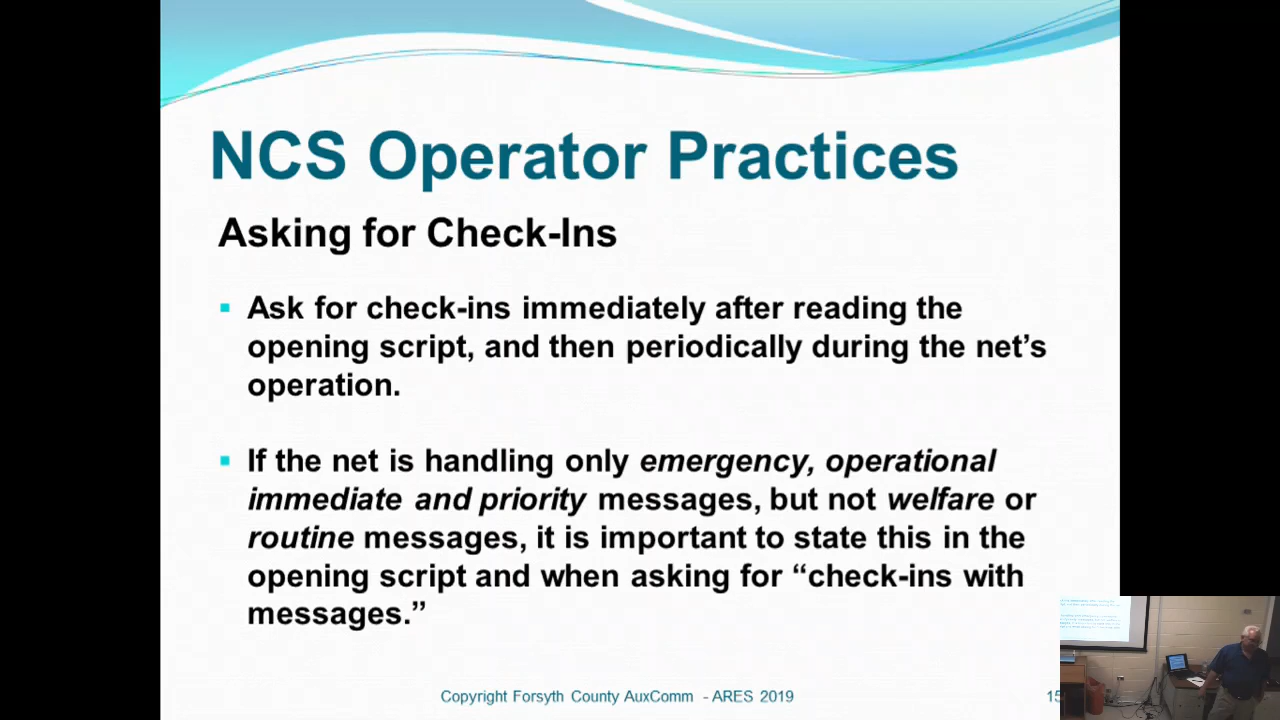 NCS Operator Practices
Asking for Check-Ins
Ask for check-ins immediately after reading the
opening script, and then periodically during the net’s
operation.
If the net is handling only emergency, operational
immediate and priority messages, but not welfare or
routine messages, it is important to state this in the
opening script and when asking for “check-ins with
messages.”
Copyright Forsyth County AuxComm - ARES 2019